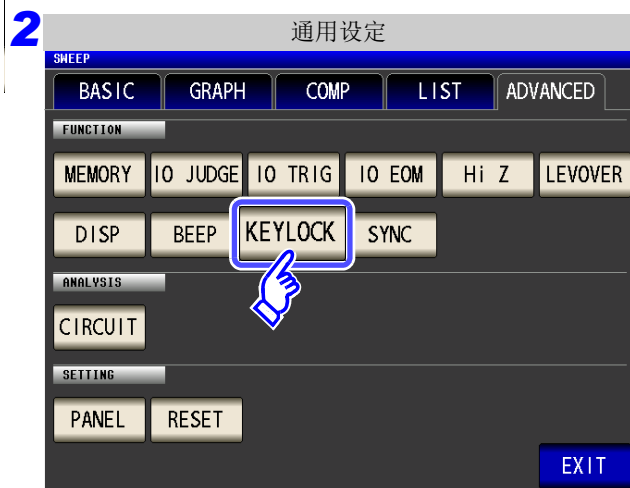 2
通用设定
SWEEP
BASIC GRAPH COMP LIST ADVANCED
FUNCTION
MEMORY IO JUDGE IO TRIG IO EOM Hi Z LEVOVER
DISP BEEP KEYLOCK SYNC
ANALYSIS
CIRCUIT
SETTING
PANEL RESET
EXIT